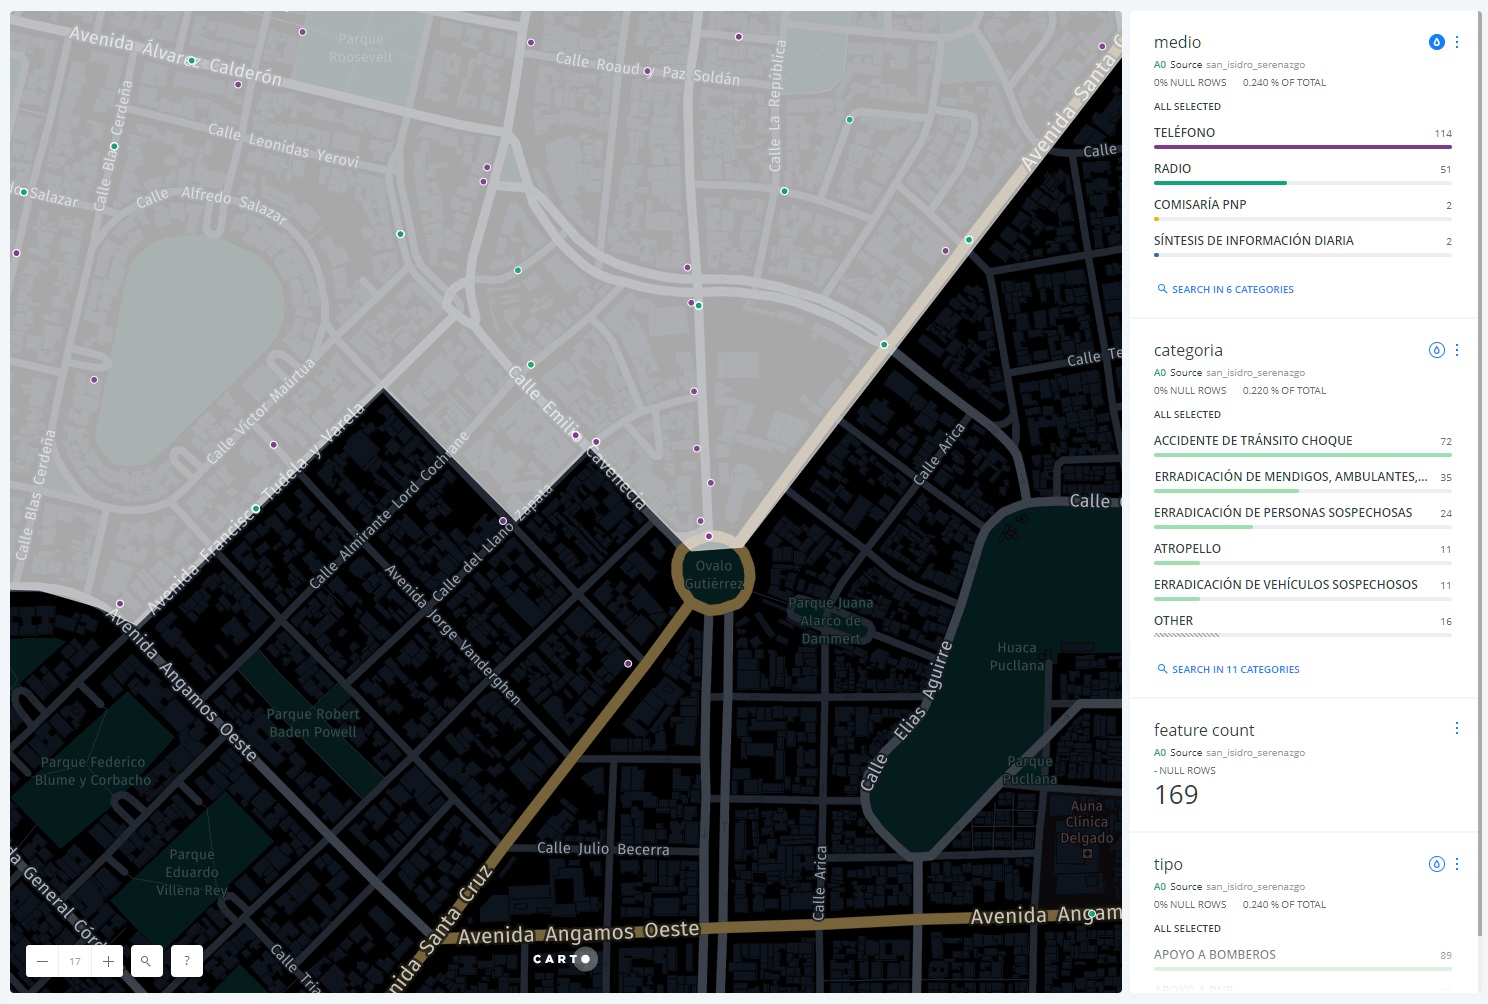 Avenida Álvarez Calderón
Parque
Roosevelt
Calle Roaud y Paz Soldán
Calle La República
Avenida Santa C
Calle
Calle Blas Cerdeña
Calle Leonidas Yerovi
do Salazar
Calle Alfredo Salazar
Calle Te
Calle Víctor Maúrtua
Calle Emilio Cavenecia
Calle Blas Cerdeña
Avenida Francisco Tudela y Varela
Calle Almirante Lord Cochrane
Calle del Llano Zapata
Calle Arica
Calle
Ovalo
Gutiérrez
Avenida Jorge Vanderghen
Parque Juana
Alarco de
Dammert
Avenida Angamos Oeste
Huaca
Pucllana
Calle Elias Aguirre
Parque Robert
Baden Powell
Parque Federico
Blume y Corbacho
Parque
Pucllana
Auna
Clínica
Delgado
Parque
Eduardo
Villena Rey
Calle Julio Becerra
Calle Arica
da General Córd
Avenida Santa Cruz
Avenida Angamos Oeste
Avenida Angam
Calle Tria
nida Sa
17
?
CARTO
medio
A0 Source san_isidro_serenazgo
0% NULL ROWS 0.240 % OF TOTAL
ALL SELECTED
TELÉFONO 114
RADIO 51
COMISARÍA PNP 2
SÍNTESIS DE INFORMACIÓN DIARIA 2
SEARCH IN 6 CATEGORIES
categoria
A0 Source san_isidro_serenazgo
0% NULL ROWS 0.220 % OF TOTAL
ALL SELECTED
ACCIDENTE DE TRÁNSITO CHOQUE 72
ERRADICACIÓN DE MENDIGOS, AMBULANTES,... 35
ERRADICACIÓN DE PERSONAS SOSPECHOSAS 24
ATROPELLO 11
ERRADICACIÓN DE VEHÍCULOS SOSPECHOSOS 11
OTHER 16
SEARCH IN 11 CATEGORIES
feature count
A0 Source san_isidro_serenazgo
- NULL ROWS
169
tipo
A0 Source san_isidro_serenazgo
0% NULL ROWS 0.240 % OF TOTAL
ALL SELECTED
APOYO A BOMBEROS 89